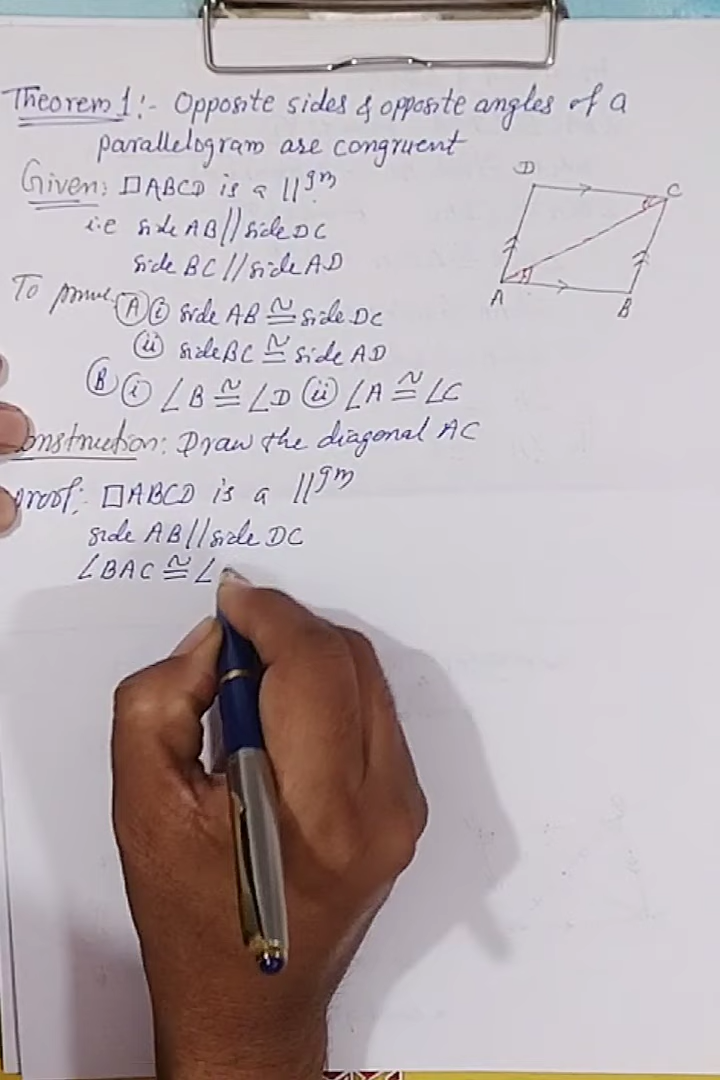 Theorem 1:- Opposite sides & opposite angles of a
parallelogram are congruent
Given: □ABCD is a ||gm
i.e side AB//side DC
side BC//side AD
To prove: (A) (i) side AB ≅ side DC
(ii) side BC ≅ side AD
(B) (i) ∠B ≅ ∠D (ii) ∠A ≅ ∠C
onstruction: Draw the diagonal AC
proof: □ABCD is a ||gm
side AB//side DC
∠BAC ≅ ∠
D
C
A
B